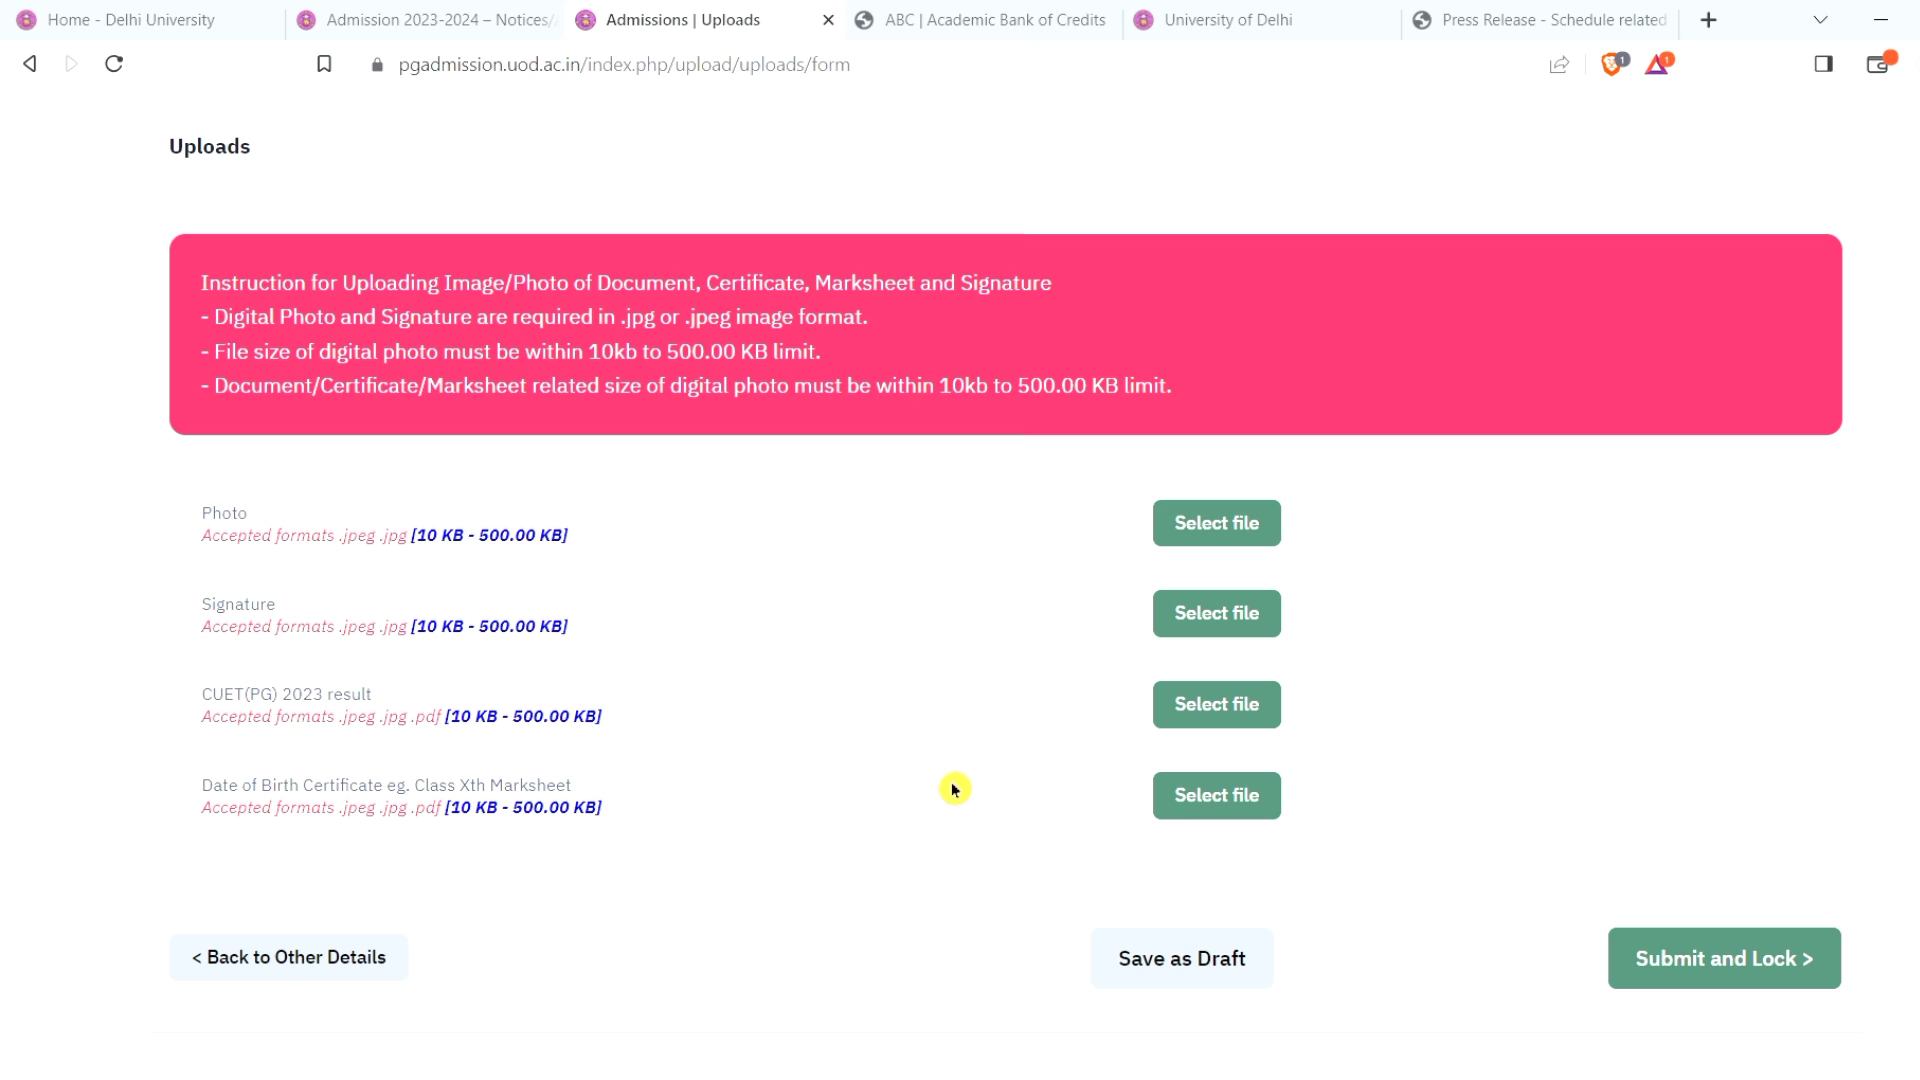 Home - Delhi University
Admission 2023-2024 – Notices/
Admissions | Uploads
ABC | Academic Bank of Credits
University of Delhi
Press Release - Schedule related
pgadmission.uod.ac.in/index.php/upload/uploads/form
1
1
Uploads
Instruction for Uploading Image/Photo of Document, Certificate, Marksheet and Signature
- Digital Photo and Signature are required in .jpg or .jpeg image format.
- File size of digital photo must be within 10kb to 500.00 KB limit.
- Document/Certificate/Marksheet related size of digital photo must be within 10kb to 500.00 KB limit.
Photo
Accepted formats .jpeg .jpg [10 KB - 500.00 KB]
Select file
Signature
Accepted formats .jpeg .jpg [10 KB - 500.00 KB]
Select file
CUET(PG) 2023 result
Accepted formats .jpeg .jpg .pdf [10 KB - 500.00 KB]
Select file
Date of Birth Certificate eg. Class Xth Marksheet
Accepted formats .jpeg .jpg .pdf [10 KB - 500.00 KB]
Select file
< Back to Other Details
Save as Draft
Submit and Lock >